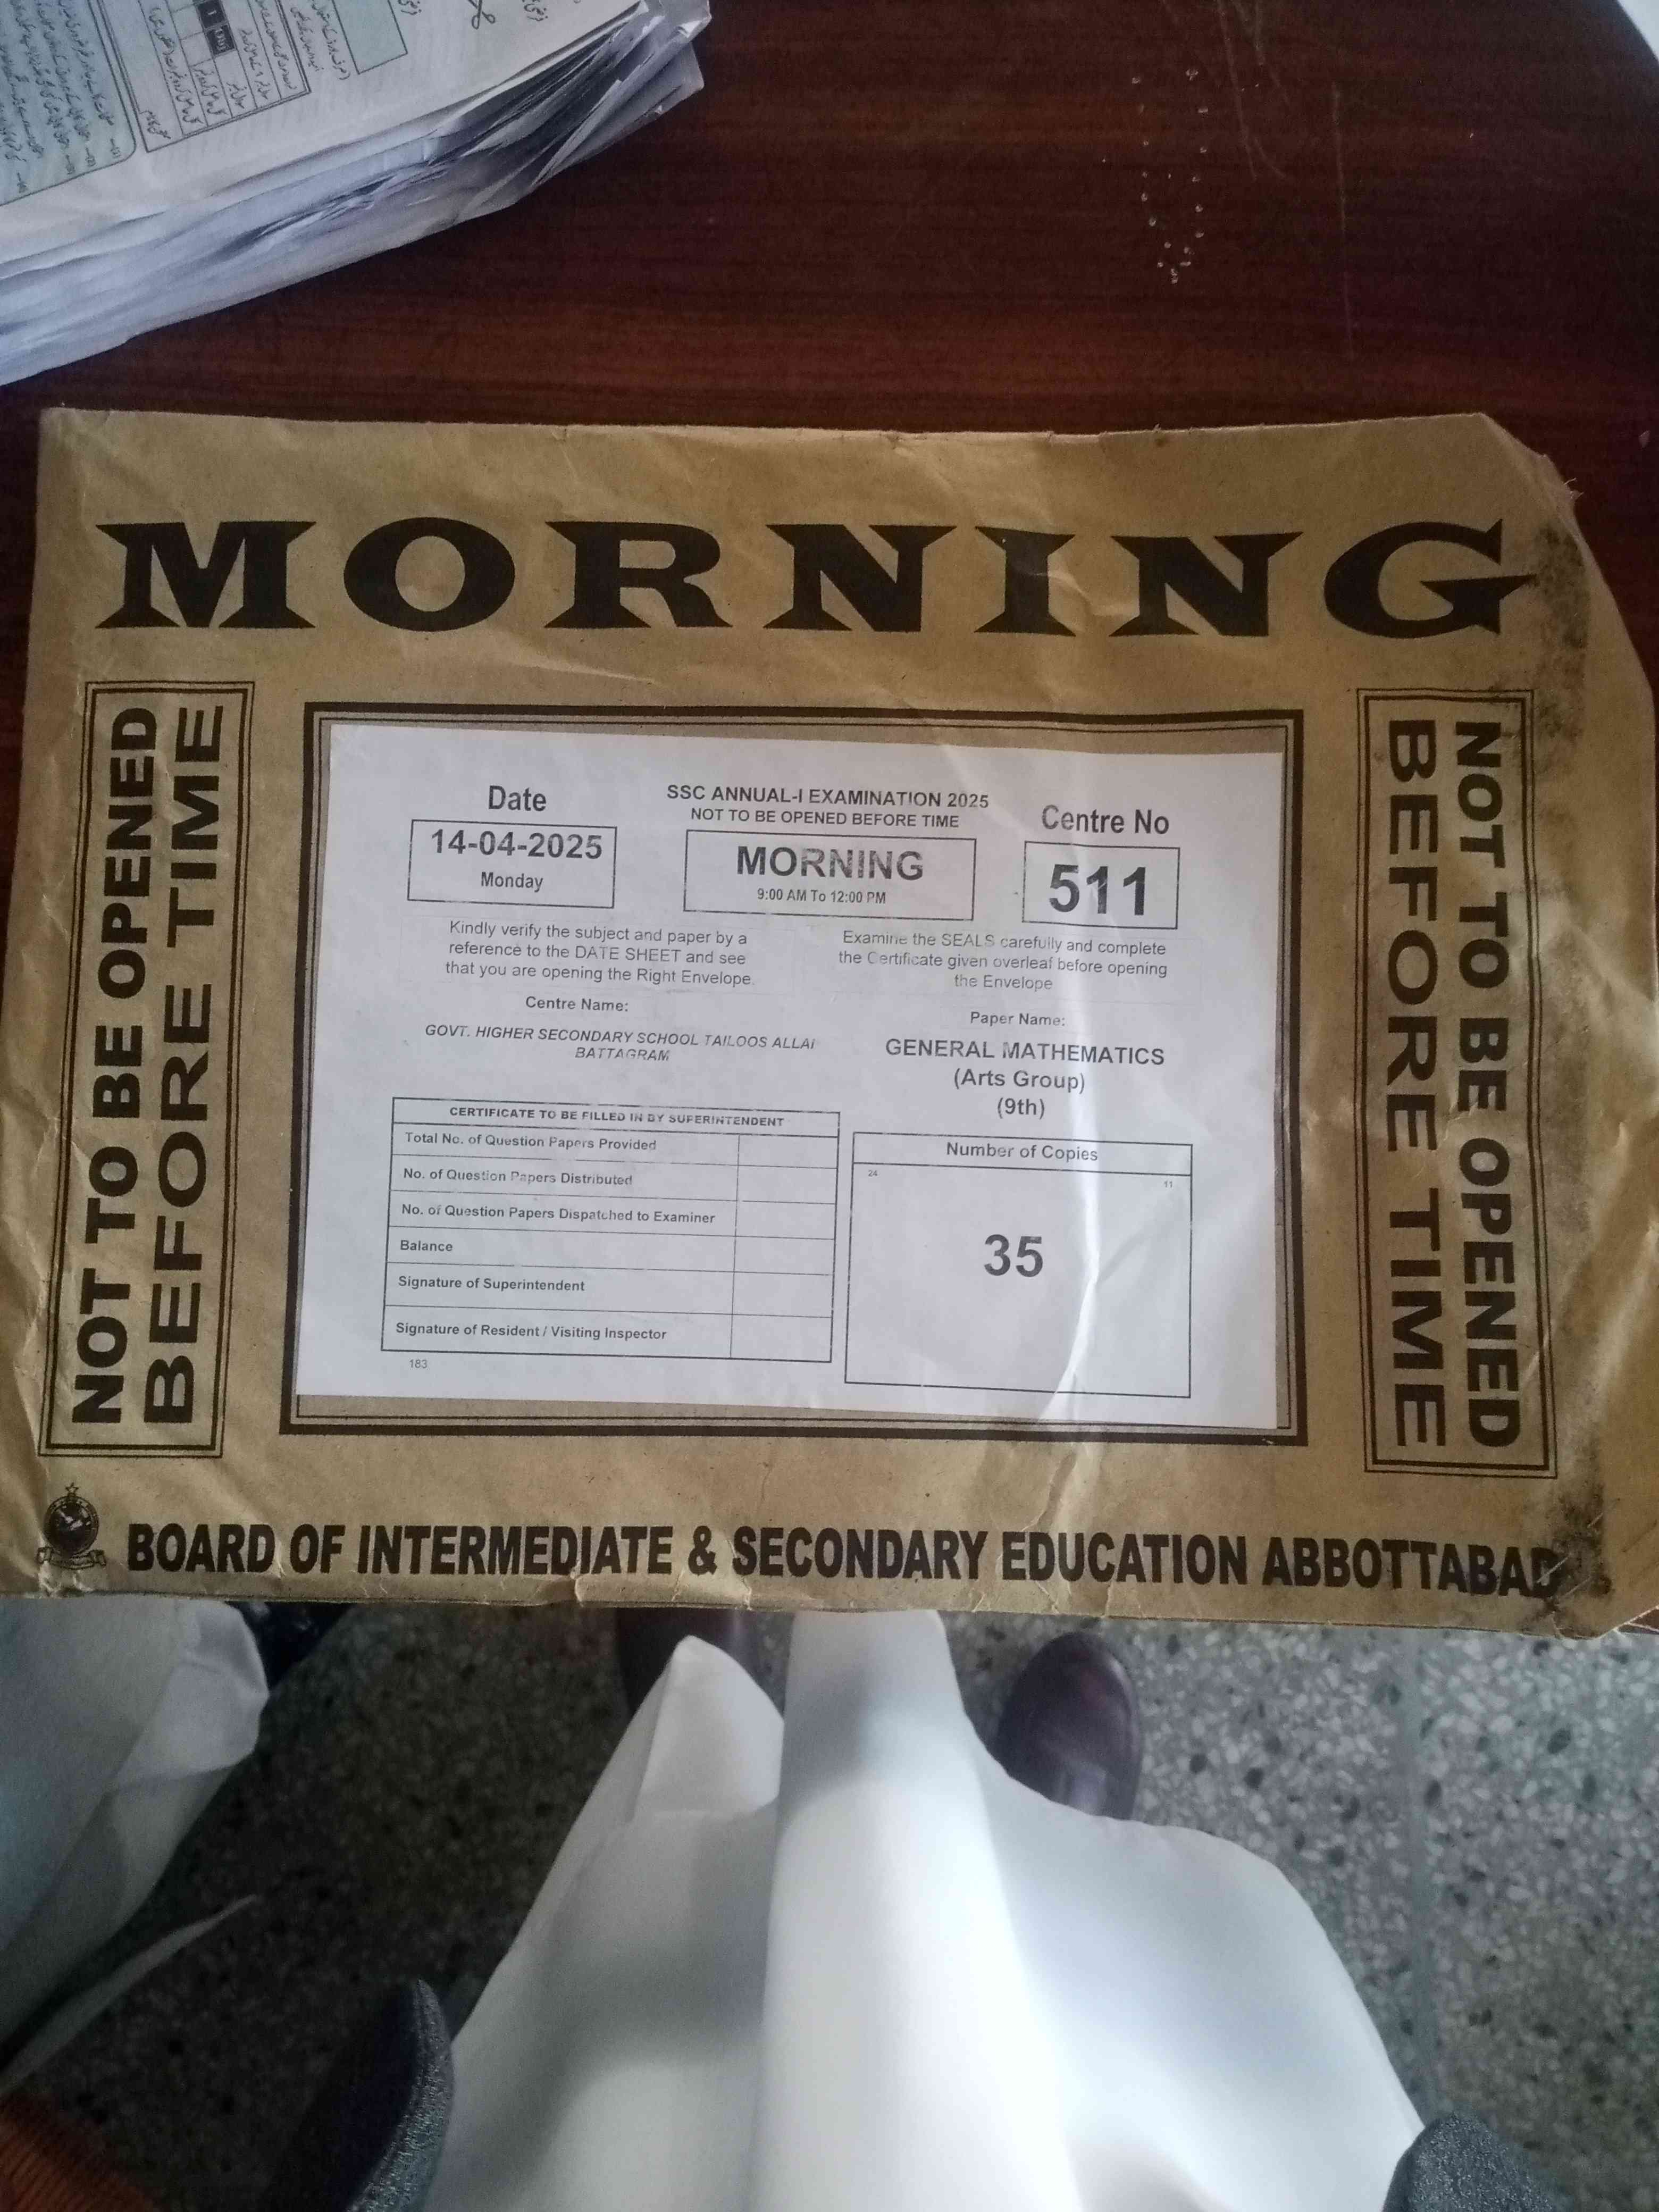 MORNING
NOT TO BE OPENED
BEFORE TIME
Date
14-04-2025
Monday
SSC ANNUAL-I EXAMINATION 2025
NOT TO BE OPENED BEFORE TIME
MORNING
9:00 AM To 12:00 PM
Centre No
511
Kindly verify the subject and paper by a
reference to the DATE SHEET and see
that you are opening the Right Envelope.
Examine the SEALS carefully and complete
the Certificate given overleaf before opening
the Envelope
Centre Name:
GOVT. HIGHER SECONDARY SCHOOL TAILOOS ALLAI
BATTAGRAM
Paper Name:
GENERAL MATHEMATICS
(Arts Group)
(9th)
CERTIFICATE TO BE FILLED IN BY SUPERINTENDENT
Total No. of Question Papers Provided
No. of Question Papers Distributed
No. of Question Papers Dispatched to Examiner
Balance
Signature of Superintendent
Signature of Resident / Visiting Inspector
183
Number of Copies
24
11
35
NOT TO BE OPENED
BEFORE TIME
BOARD OF INTERMEDIATE & SECONDARY EDUCATION ABBOTTABAD